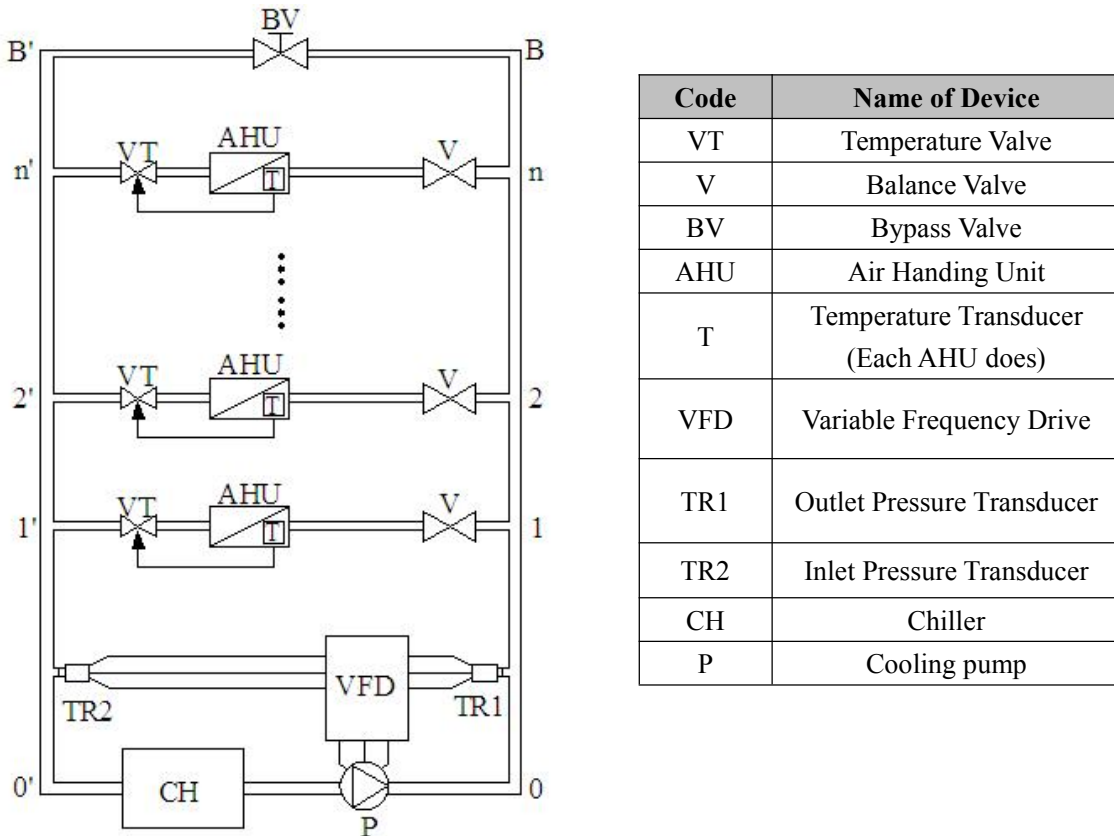 BV
B'
B
AHU
VT
V
n'
n
T
AHU
VT
V
2'
2
T
AHU
VT
V
1'
1
T
VFD
TR2
TR1
0'
CH
0
P
Code Name of Device
VT Temperature Valve
V Balance Valve
BV Bypass Valve
AHU Air Handing Unit
T Temperature Transducer
(Each AHU does)
VFD Variable Frequency Drive
TR1 Outlet Pressure Transducer
TR2 Inlet Pressure Transducer
CH Chiller
P Cooling pump